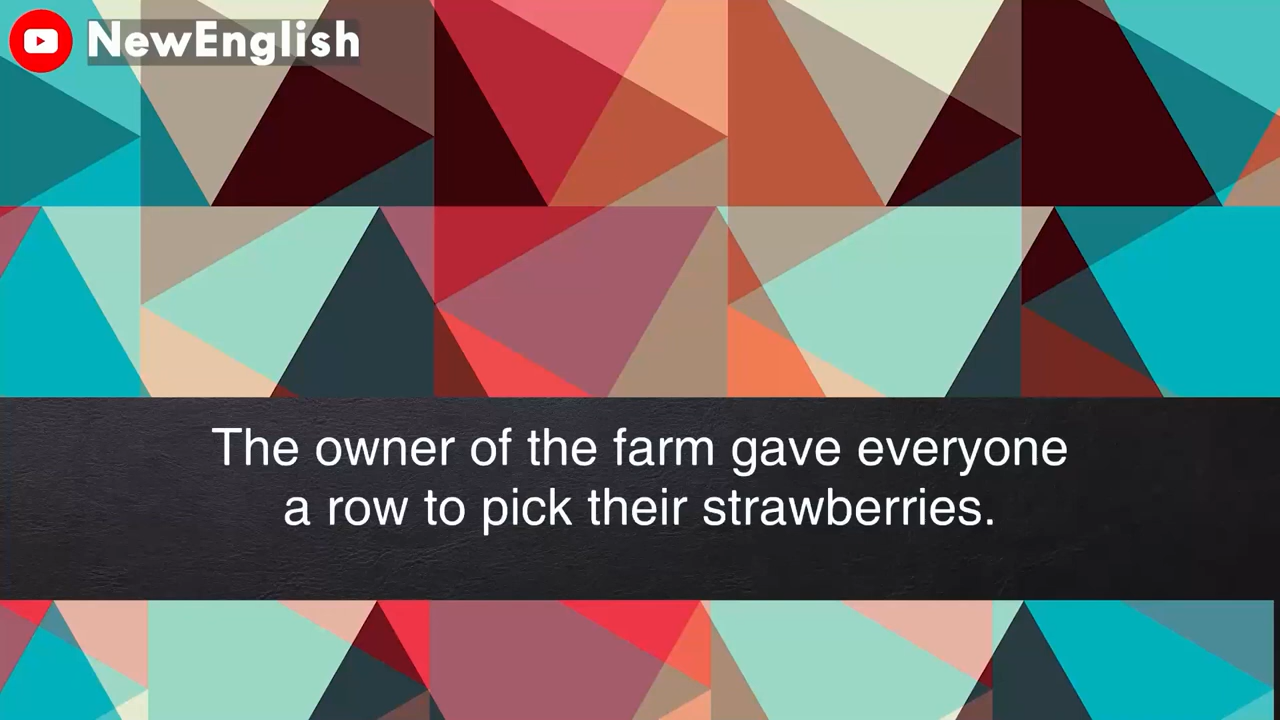 NewEnglish
The owner of the farm gave everyone
a row to pick their strawberries.